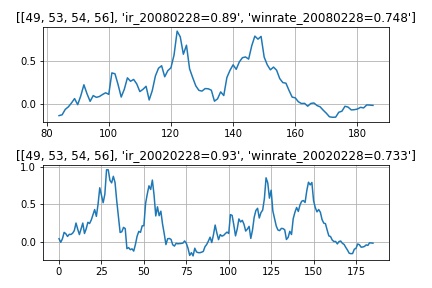 [[49, 53, 54, 56], 'ir_20080228=0.89', 'winrate_20080228=0.748']
0.5
0.0
80 100 120 140 160 180
[[49, 53, 54, 56], 'ir_20020228=0.93', 'winrate_20020228=0.733']
1.0
0.5
0.0
0 25 50 75 100 125 150 175